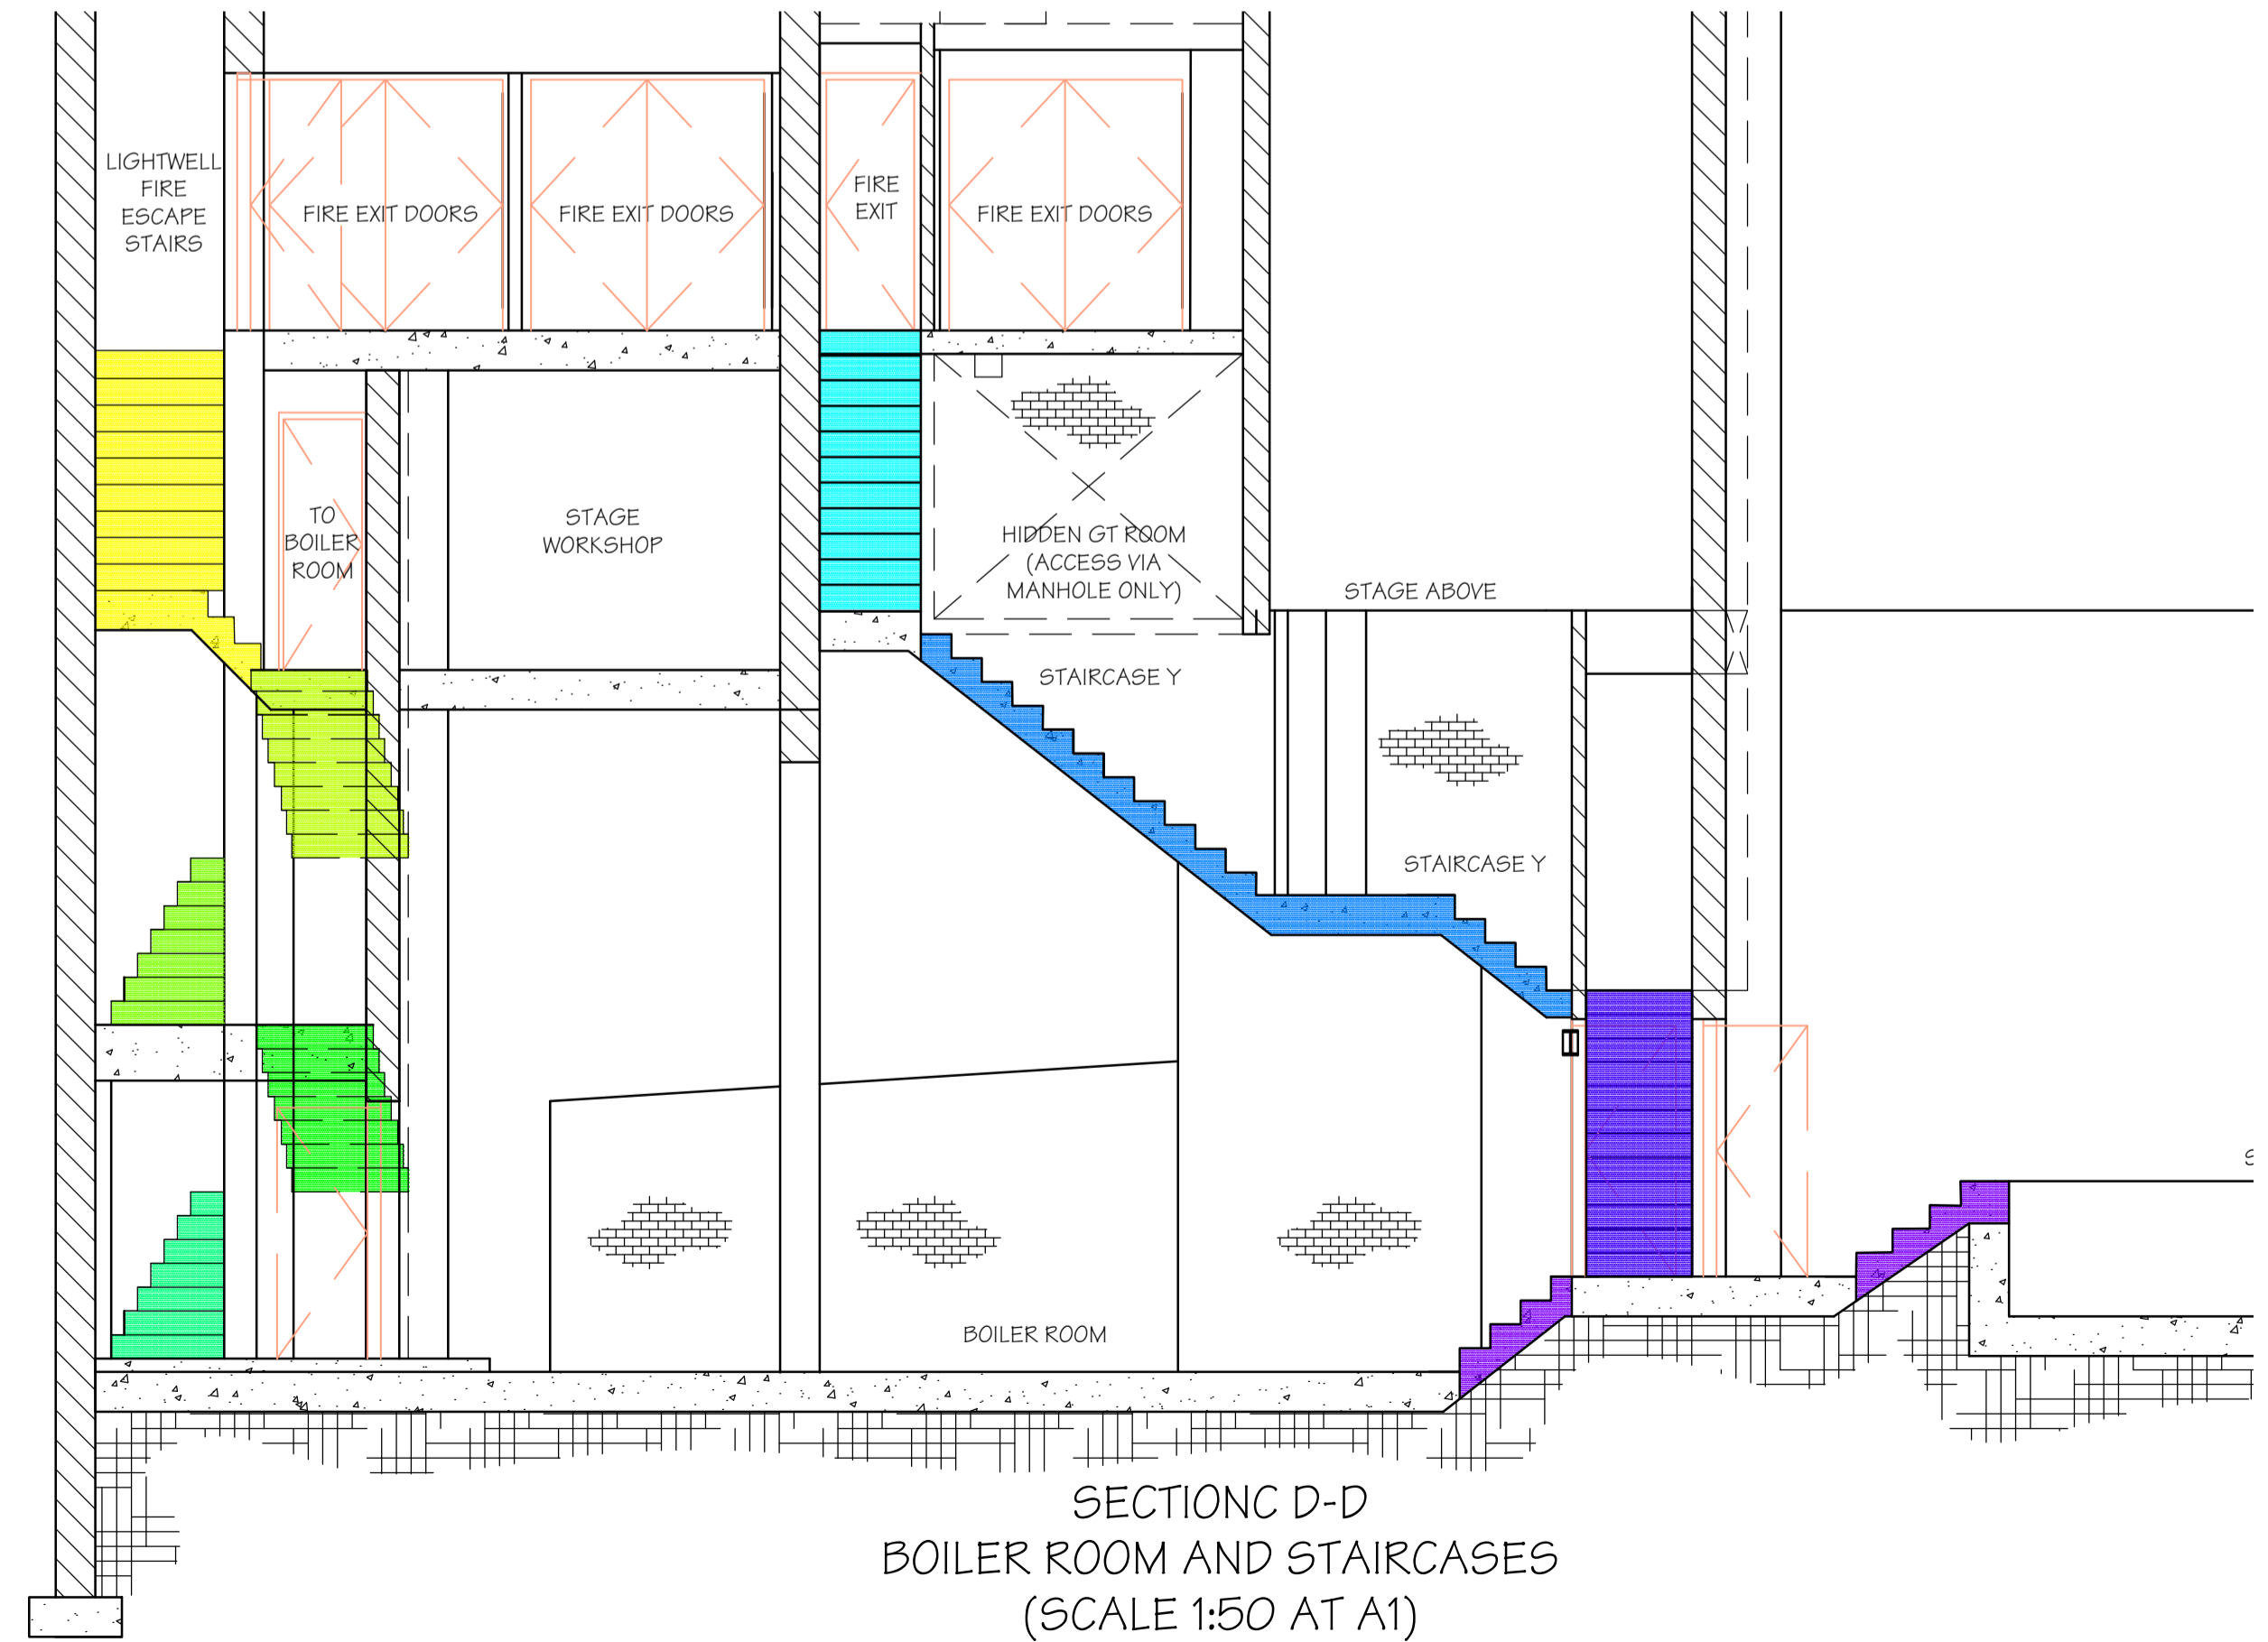 LIGHTWELL
FIRE
ESCAPE
STAIRS
FIRE EXIT DOORS
FIRE EXIT DOORS
FIRE
EXIT
FIRE EXIT DOORS
TO
BOILER
ROOM
STAGE
WORKSHOP
HIDDEN GT ROOM
(ACCESS VIA
MANHOLE ONLY)
STAGE ABOVE
STAIRCASE Y
STAIRCASE Y
BOILER ROOM
SECTIONC D-D
BOILER ROOM AND STAIRCASES
(SCALE 1:50 AT A1)